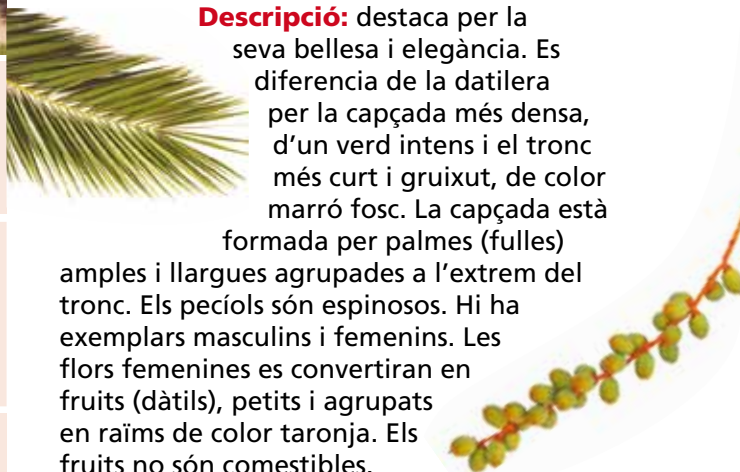 Descripció: destaca per la
seva bellesa i elegància. Es
diferencia de la datilera
per la capçada més densa,
d’un verd intens i el tronc
més curt i gruixut, de color
marró fosc. La capçada està
formada per palmes (fulles)
amples i llargues agrupades a l’extrem del
tronc. Els pecíols són espinosos. Hi ha
exemplars masculins i femenins. Les
flors femenines es convertiran en
fruits (dàtils), petits i agrupats
en raïms de color taronja. Els
fruits no són comestibles.